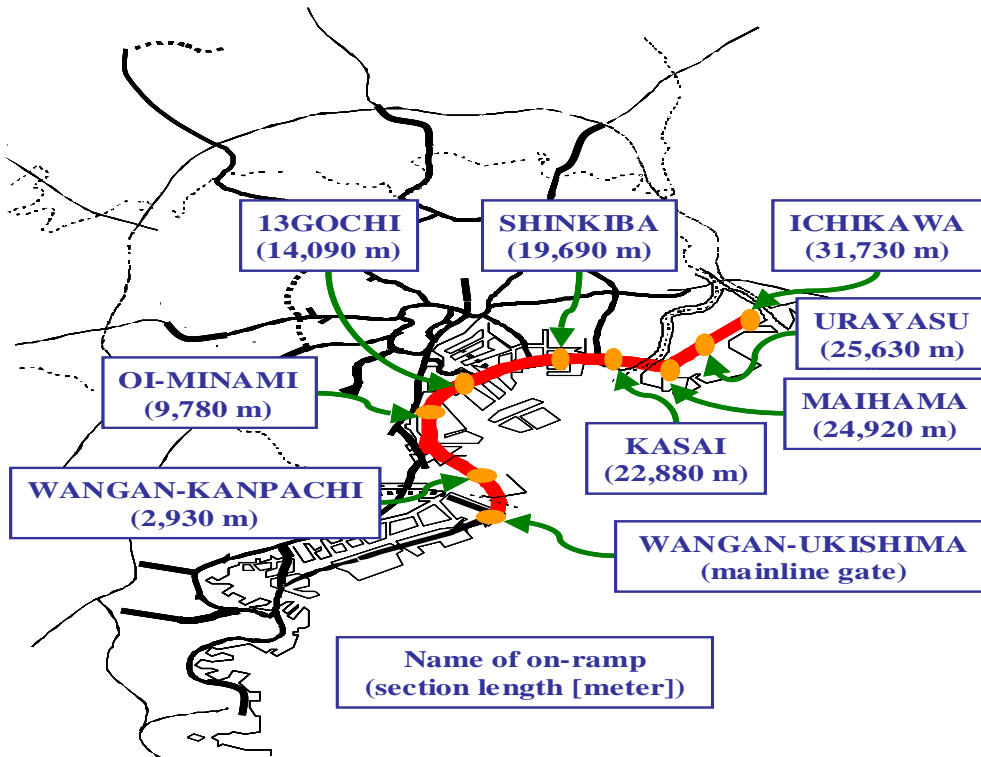 13GOCHI
(14,090 m)
SHINKIBA
(19,690 m)
ICHIKAWA
(31,730 m)
URAYASU
(25,630 m)
OI-MINAMI
(9,780 m)
MAIHAMA
(24,920 m)
KASAI
(22,880 m)
WANGAN-KANPACHI
(2,930 m)
WANGAN-UKISHIMA
(mainline gate)
Name of on-ramp
(section length [meter])